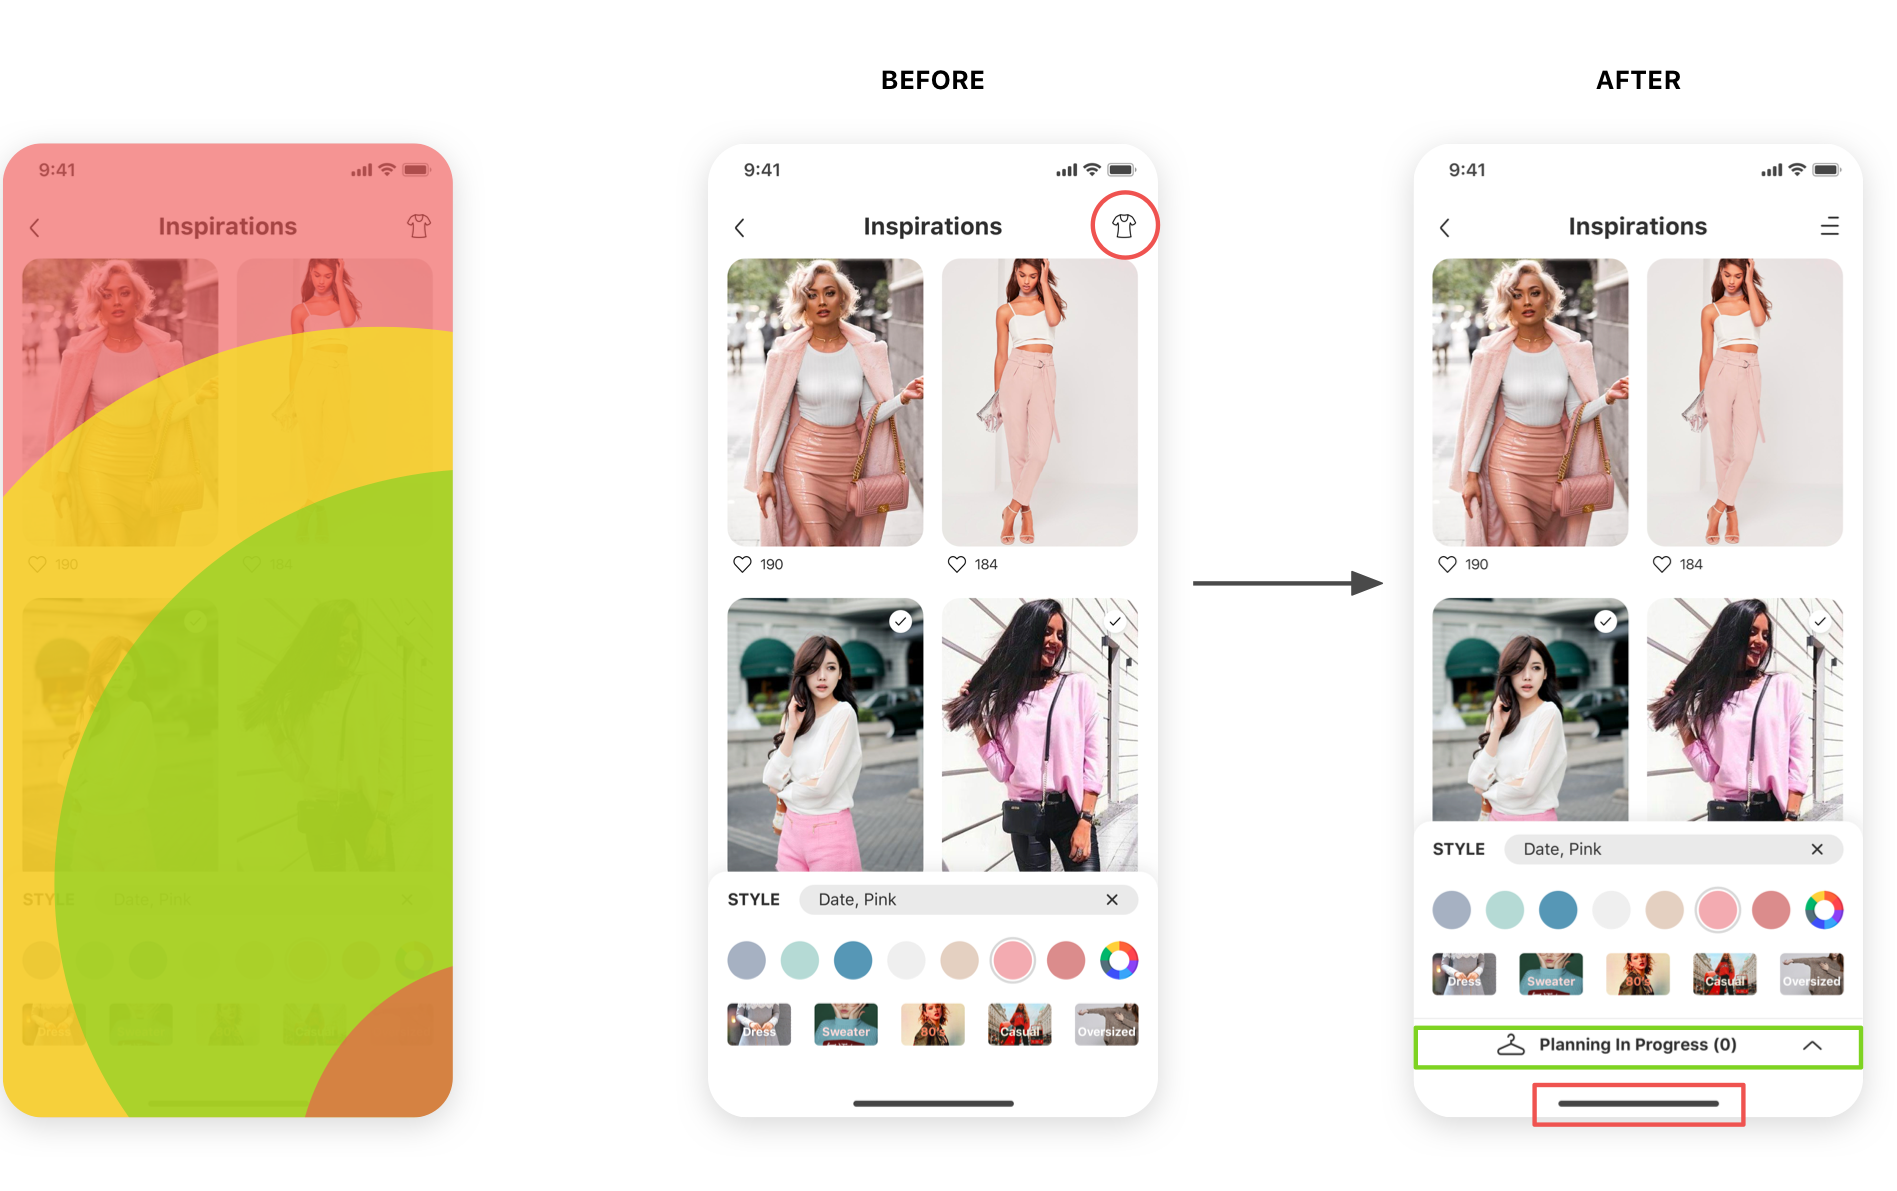 BEFORE
AFTER
9:41
Inspirations
190
184
STYLE
Date, Pink
Dress
9:41
Inspirations
190
184
STYLE
Date, Pink
Dress
Sweater
80's
Casual
Oversized
9:41
Inspirations
190
184
STYLE
Date, Pink
Dress
Sweater
80's
Casual
Oversized
Planning In Progress (0)